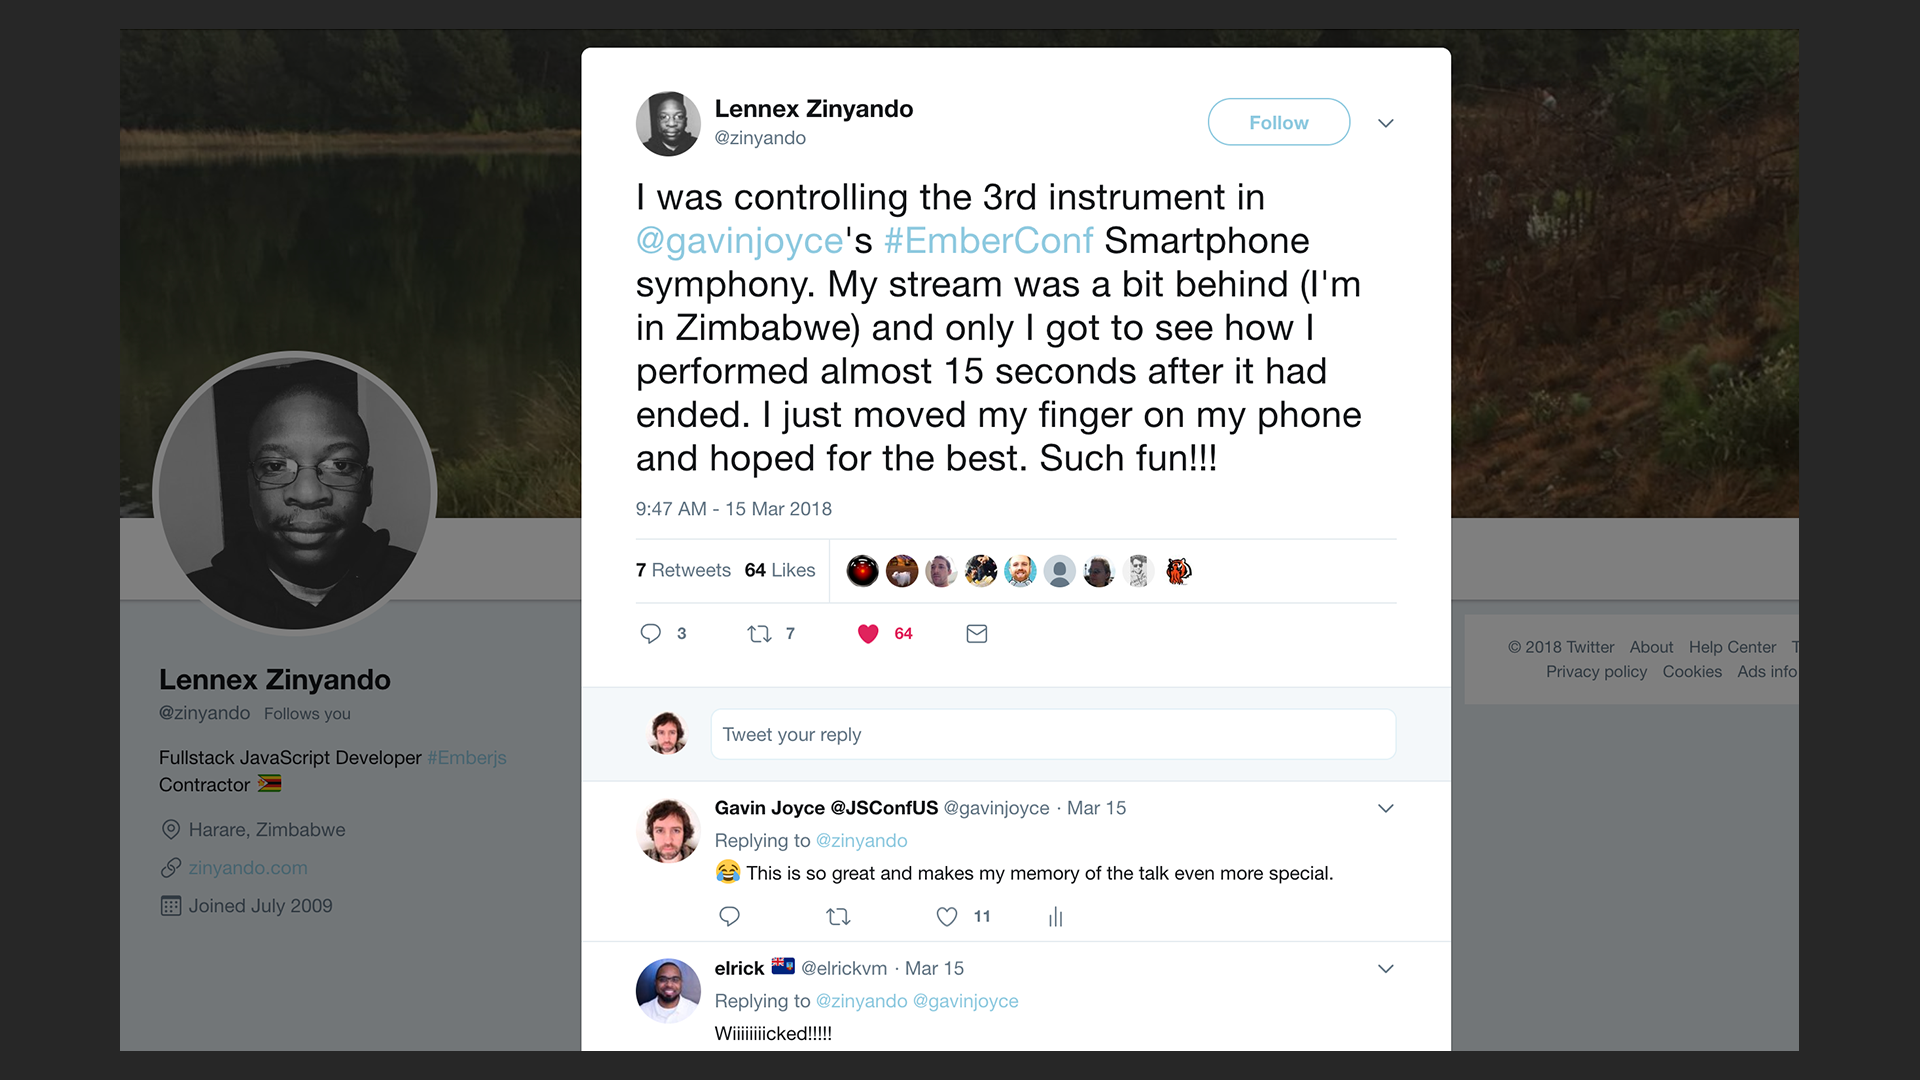 Lennex Zinyando
@zinyando
Follow
I was controlling the 3rd instrument in
@gavinjoyce's #EmberConf Smartphone
symphony. My stream was a bit behind (I'm
in Zimbabwe) and only I got to see how I
performed almost 15 seconds after it had
ended. I just moved my finger on my phone
and hoped for the best. Such fun!!!
9:47 AM - 15 Mar 2018
7 Retweets 64 Likes
3 7 64
Tweet your reply
Gavin Joyce @JSConfUS @gavinjoyce · Mar 15
Replying to @zinyando
😂 This is so great and makes my memory of the talk even more special.
11
elrick 🇲🇸 @elrickvm · Mar 15
Replying to @zinyando @gavinjoyce
Wiiiiiiicked!!!!!
Lennex Zinyando
@zinyando Follows you
Fullstack JavaScript Developer #Emberjs
Contractor 🇿🇼
Harare, Zimbabwe
zinyando.com
Joined July 2009
© 2018 Twitter About Help Center T
Privacy policy Cookies Ads info